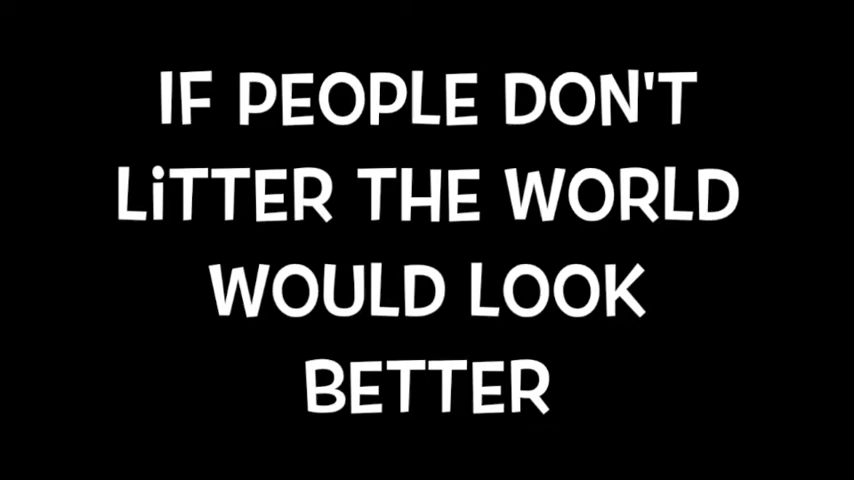 IF PEOPLE DON'T
LiTTER THE WORLD
WOULD LOOK
BETTER